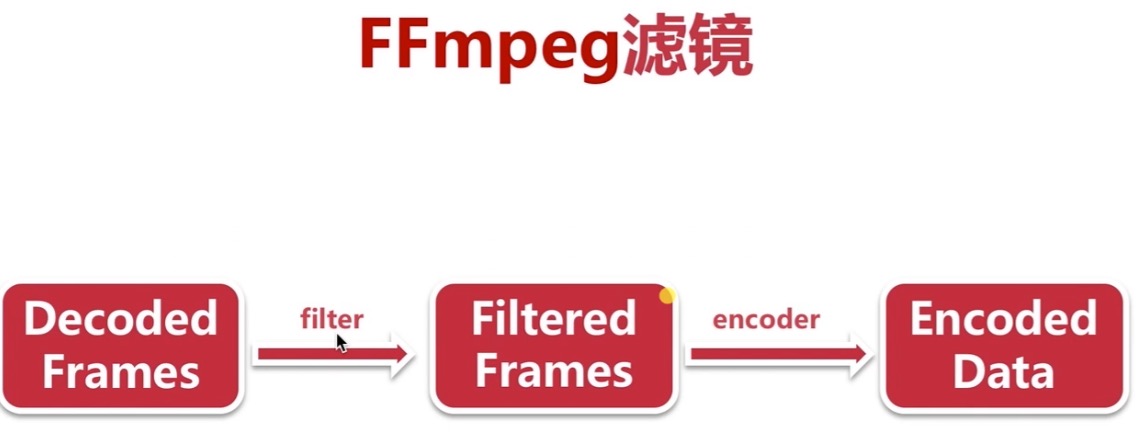 FFmpeg滤镜
Decoded
Frames
filter
Filtered
Frames
encoder
Encoded
Data